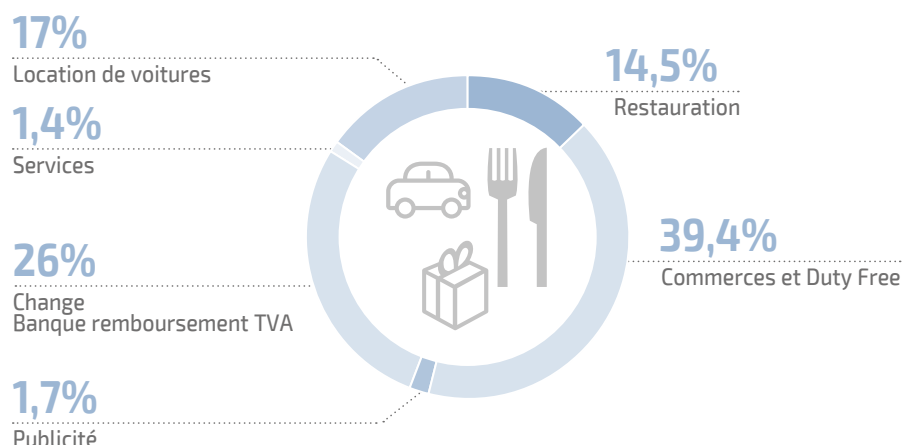 17%
Location de voitures
1,4%
Services
26%
Change
Banque remboursement TVA
1,7%
Publicité
14,5%
Restauration
39,4%
Commerces et Duty Free